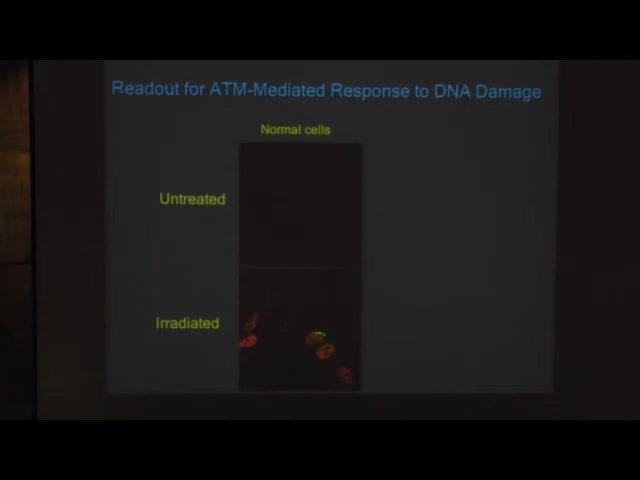 Readout for ATM-Mediated Response to DNA Damage
Normal cells
Untreated
Irradiated